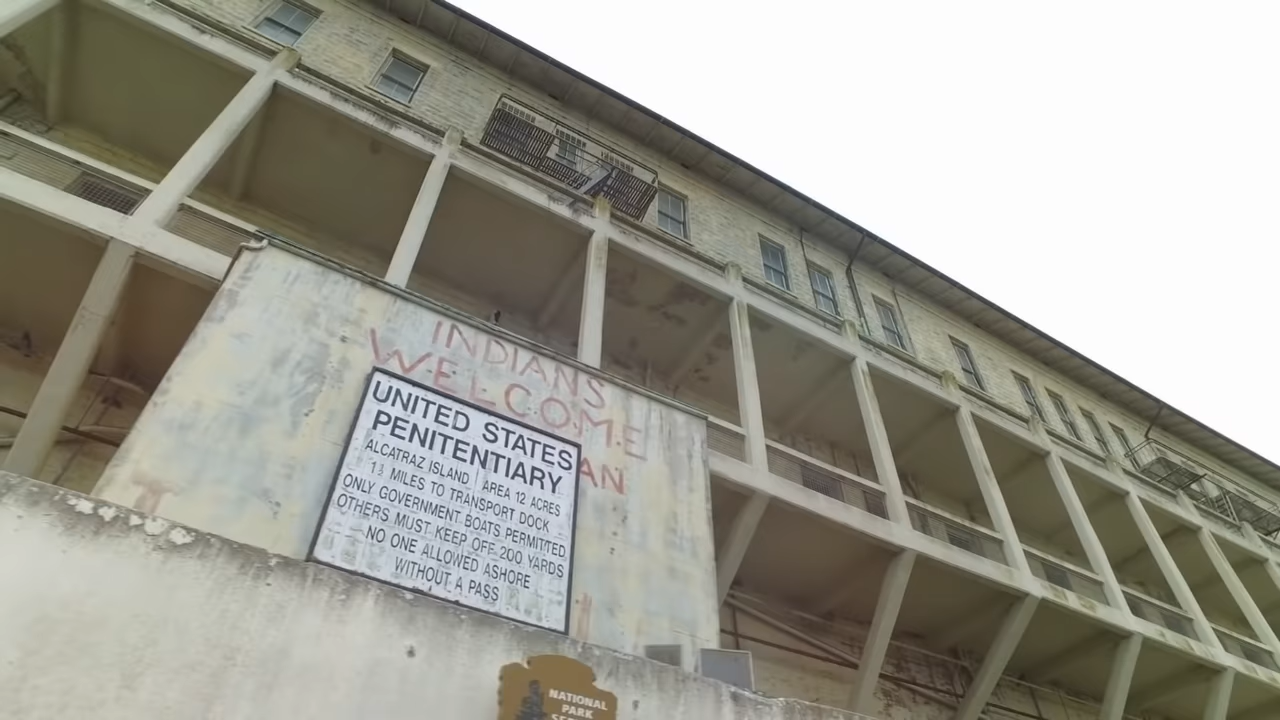 INDIANS
WELCOME
AN
UNITED STATES
PENITENTIARY
ALCATRAZ ISLAND AREA 12 ACRES
1½ MILES TO TRANSPORT DOCK
ONLY GOVERNMENT BOATS PERMITTED
OTHERS MUST KEEP OFF 200 YARDS
NO ONE ALLOWED ASHORE
WITHOUT A PASS
NATIONAL
PARK